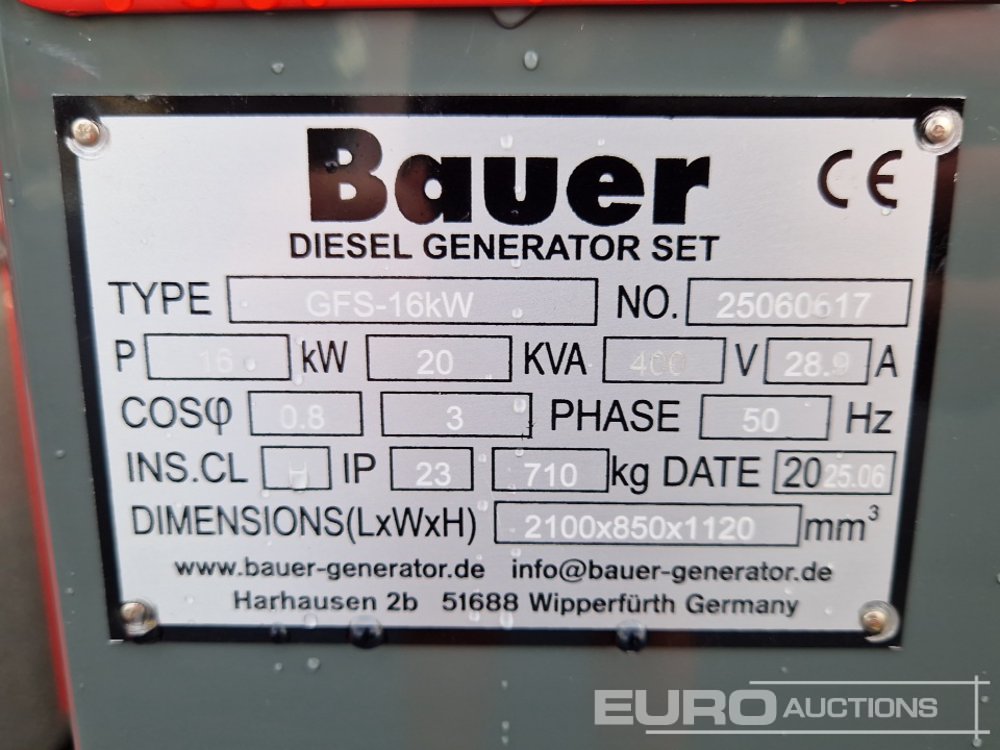 Bauer CE
DIESEL GENERATOR SET
TYPE GFS-16kW NO. 25060617
P 16 kW 20 KVA 400 V 28.9 A
COSφ 0.8 3 PHASE 50 Hz
INS.CL H IP 23 710 kg DATE 2025.06
DIMENSIONS(LxWxH) 2100x850x1120 mm³
www.bauer-generator.de info@bauer-generator.de
Harhausen 2b 51688 Wipperfürth Germany
EURO AUCTIONS